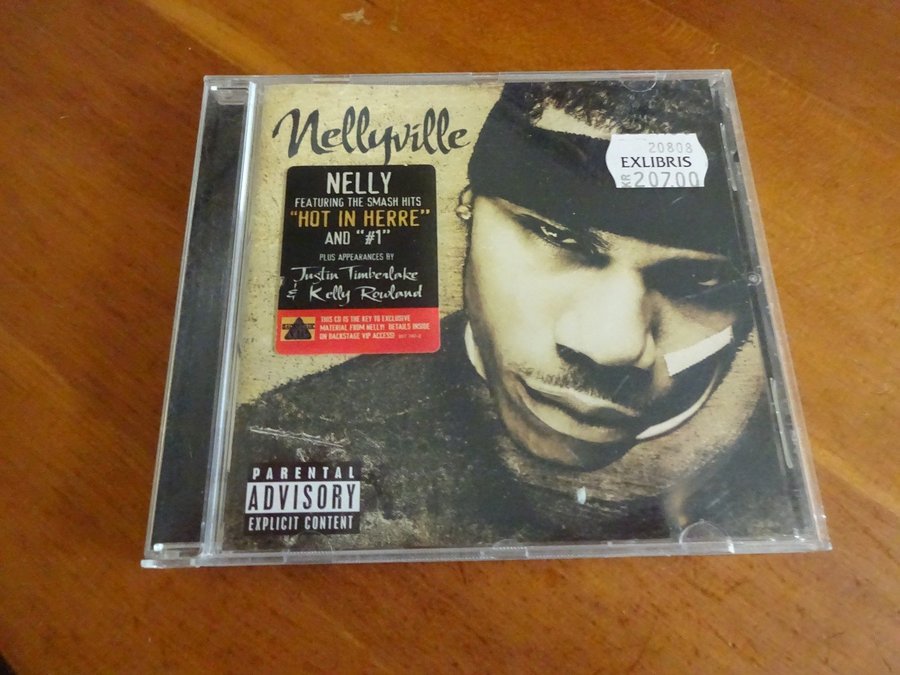 Nellyville
NELLY
FEATURING THE SMASH HITS
"HOT IN HERRE"
AND "#1"
PLUS APPEARANCES BY
Justin Timberlake
& Kelly Rowland
THIS CD IS THE KEY TO EXCLUSIVE
MATERIAL FROM NELLY! DETAILS INSIDE
ON BACKSTAGE VIP ACCESS!
20808
EXLIBRIS
KR 207.00
PARENTAL
ADVISORY
EXPLICIT CONTENT